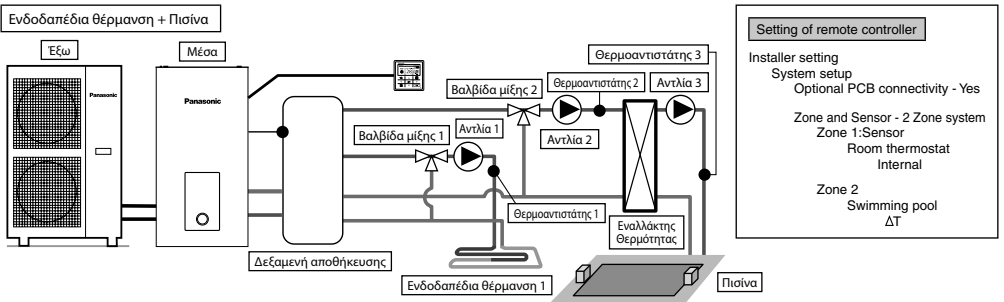 Ενδοδαπέδια θέρμανση + Πισίνα
Έξω
Μέσα
Panasonic
Panasonic
Βαλβίδα μίξης 1
Αντλία 1
Βαλβίδα μίξης 2
Αντλία 2
Θερμοαντιστάτης 2
Θερμοαντιστάτης 3
Αντλία 3
Θερμοαντιστάτης 1
Εναλλάκτης
Θερμότητας
Δεξαμενή αποθήκευσης
Ενδοδαπέδια θέρμανση 1
Πισίνα
Setting of remote controller
Installer setting
System setup
Optional PCB connectivity - Yes
Zone and Sensor - 2 Zone system
Zone 1:Sensor
Room thermostat
Internal
Zone 2
Swimming pool
ΔT